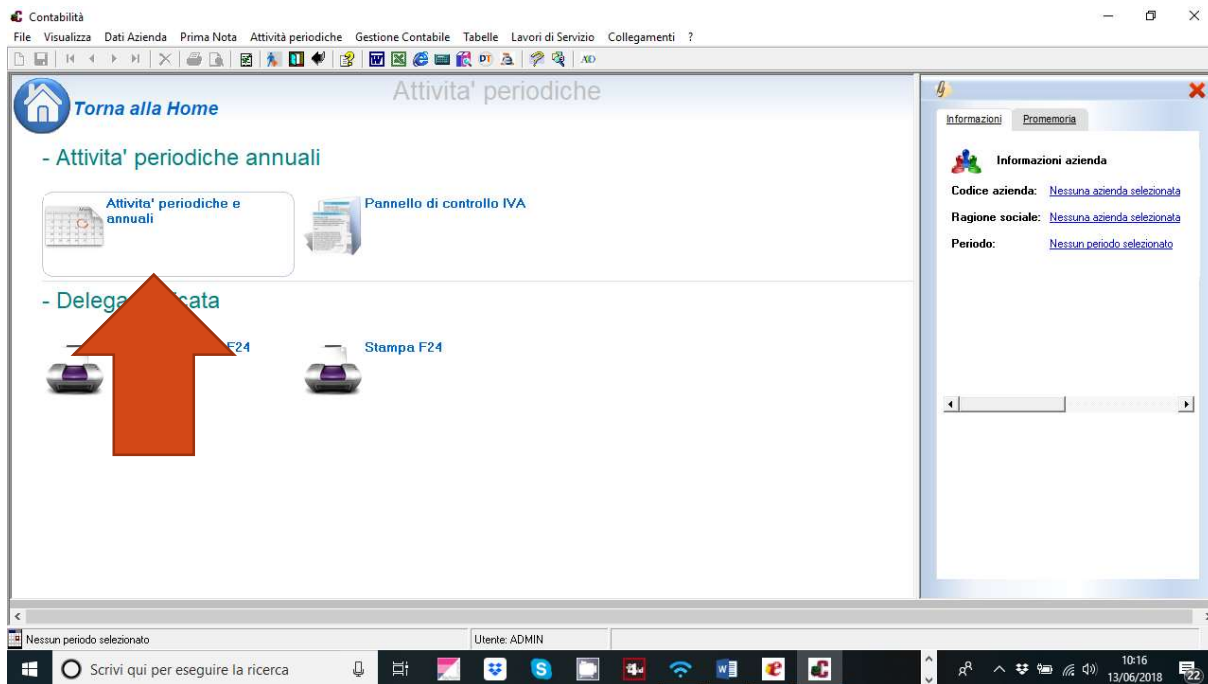 Contabilità
File Visualizza Dati Azienda Prima Nota Attività periodiche Gestione Contabile Tabelle Lavori di Servizio Collegamenti ?
Torna alla Home
Attivita' periodiche
- Attivita' periodiche annuali
Attivita' periodiche e
annuali
Pannello di controllo IVA
- Delega
F24
Stampa F24
Informazioni Promemoria
Informazioni azienda
Codice azienda: Nessuna azienda selezionata
Ragione sociale: Nessuna azienda selezionata
Periodo: Nessun periodo selezionato
Nessun periodo selezionato
Utente: ADMIN
Scrivi qui per eseguire la ricerca
10:16
13/06/2018
22